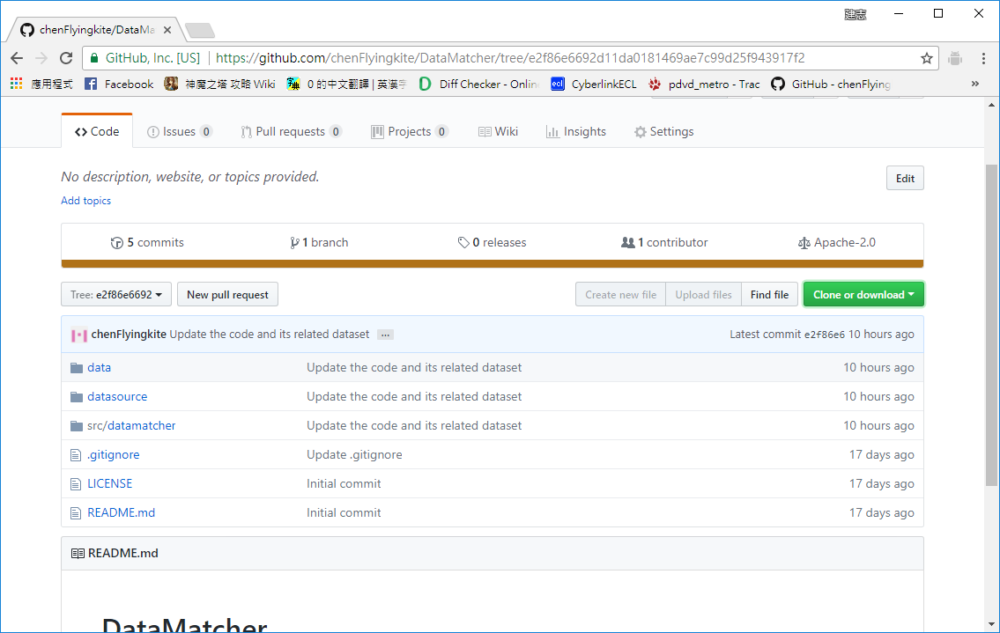 建志
chenFlyingkite/DataMa
GitHub, Inc. [US] https://github.com/chenFlyingkite/DataMatcher/tree/e2f86e6692d11da0181469ae7c99d25f943917f2
應用程式 Facebook 神魔之塔 攻略 Wiki 0 的中文翻譯 | 英漢字 Diff Checker - Onlin ecl CyberlinkECL pdvd_metro - Trac GitHub - chenFlying »
Code Issues 0 Pull requests 0 Projects 0 Wiki Insights Settings
No description, website, or topics provided. Edit
Add topics
5 commits 1 branch 0 releases 1 contributor Apache-2.0
Tree: e2f86e6692 New pull request Create new file Upload files Find file Clone or download
chenFlyingkite Update the code and its related dataset ... Latest commit e2f86e6 10 hours ago
data Update the code and its related dataset 10 hours ago
datasource Update the code and its related dataset 10 hours ago
src/datamatcher Update the code and its related dataset 10 hours ago
.gitignore Update .gitignore 17 days ago
LICENSE Initial commit 17 days ago
README.md Initial commit 17 days ago
README.md
DataMatcher